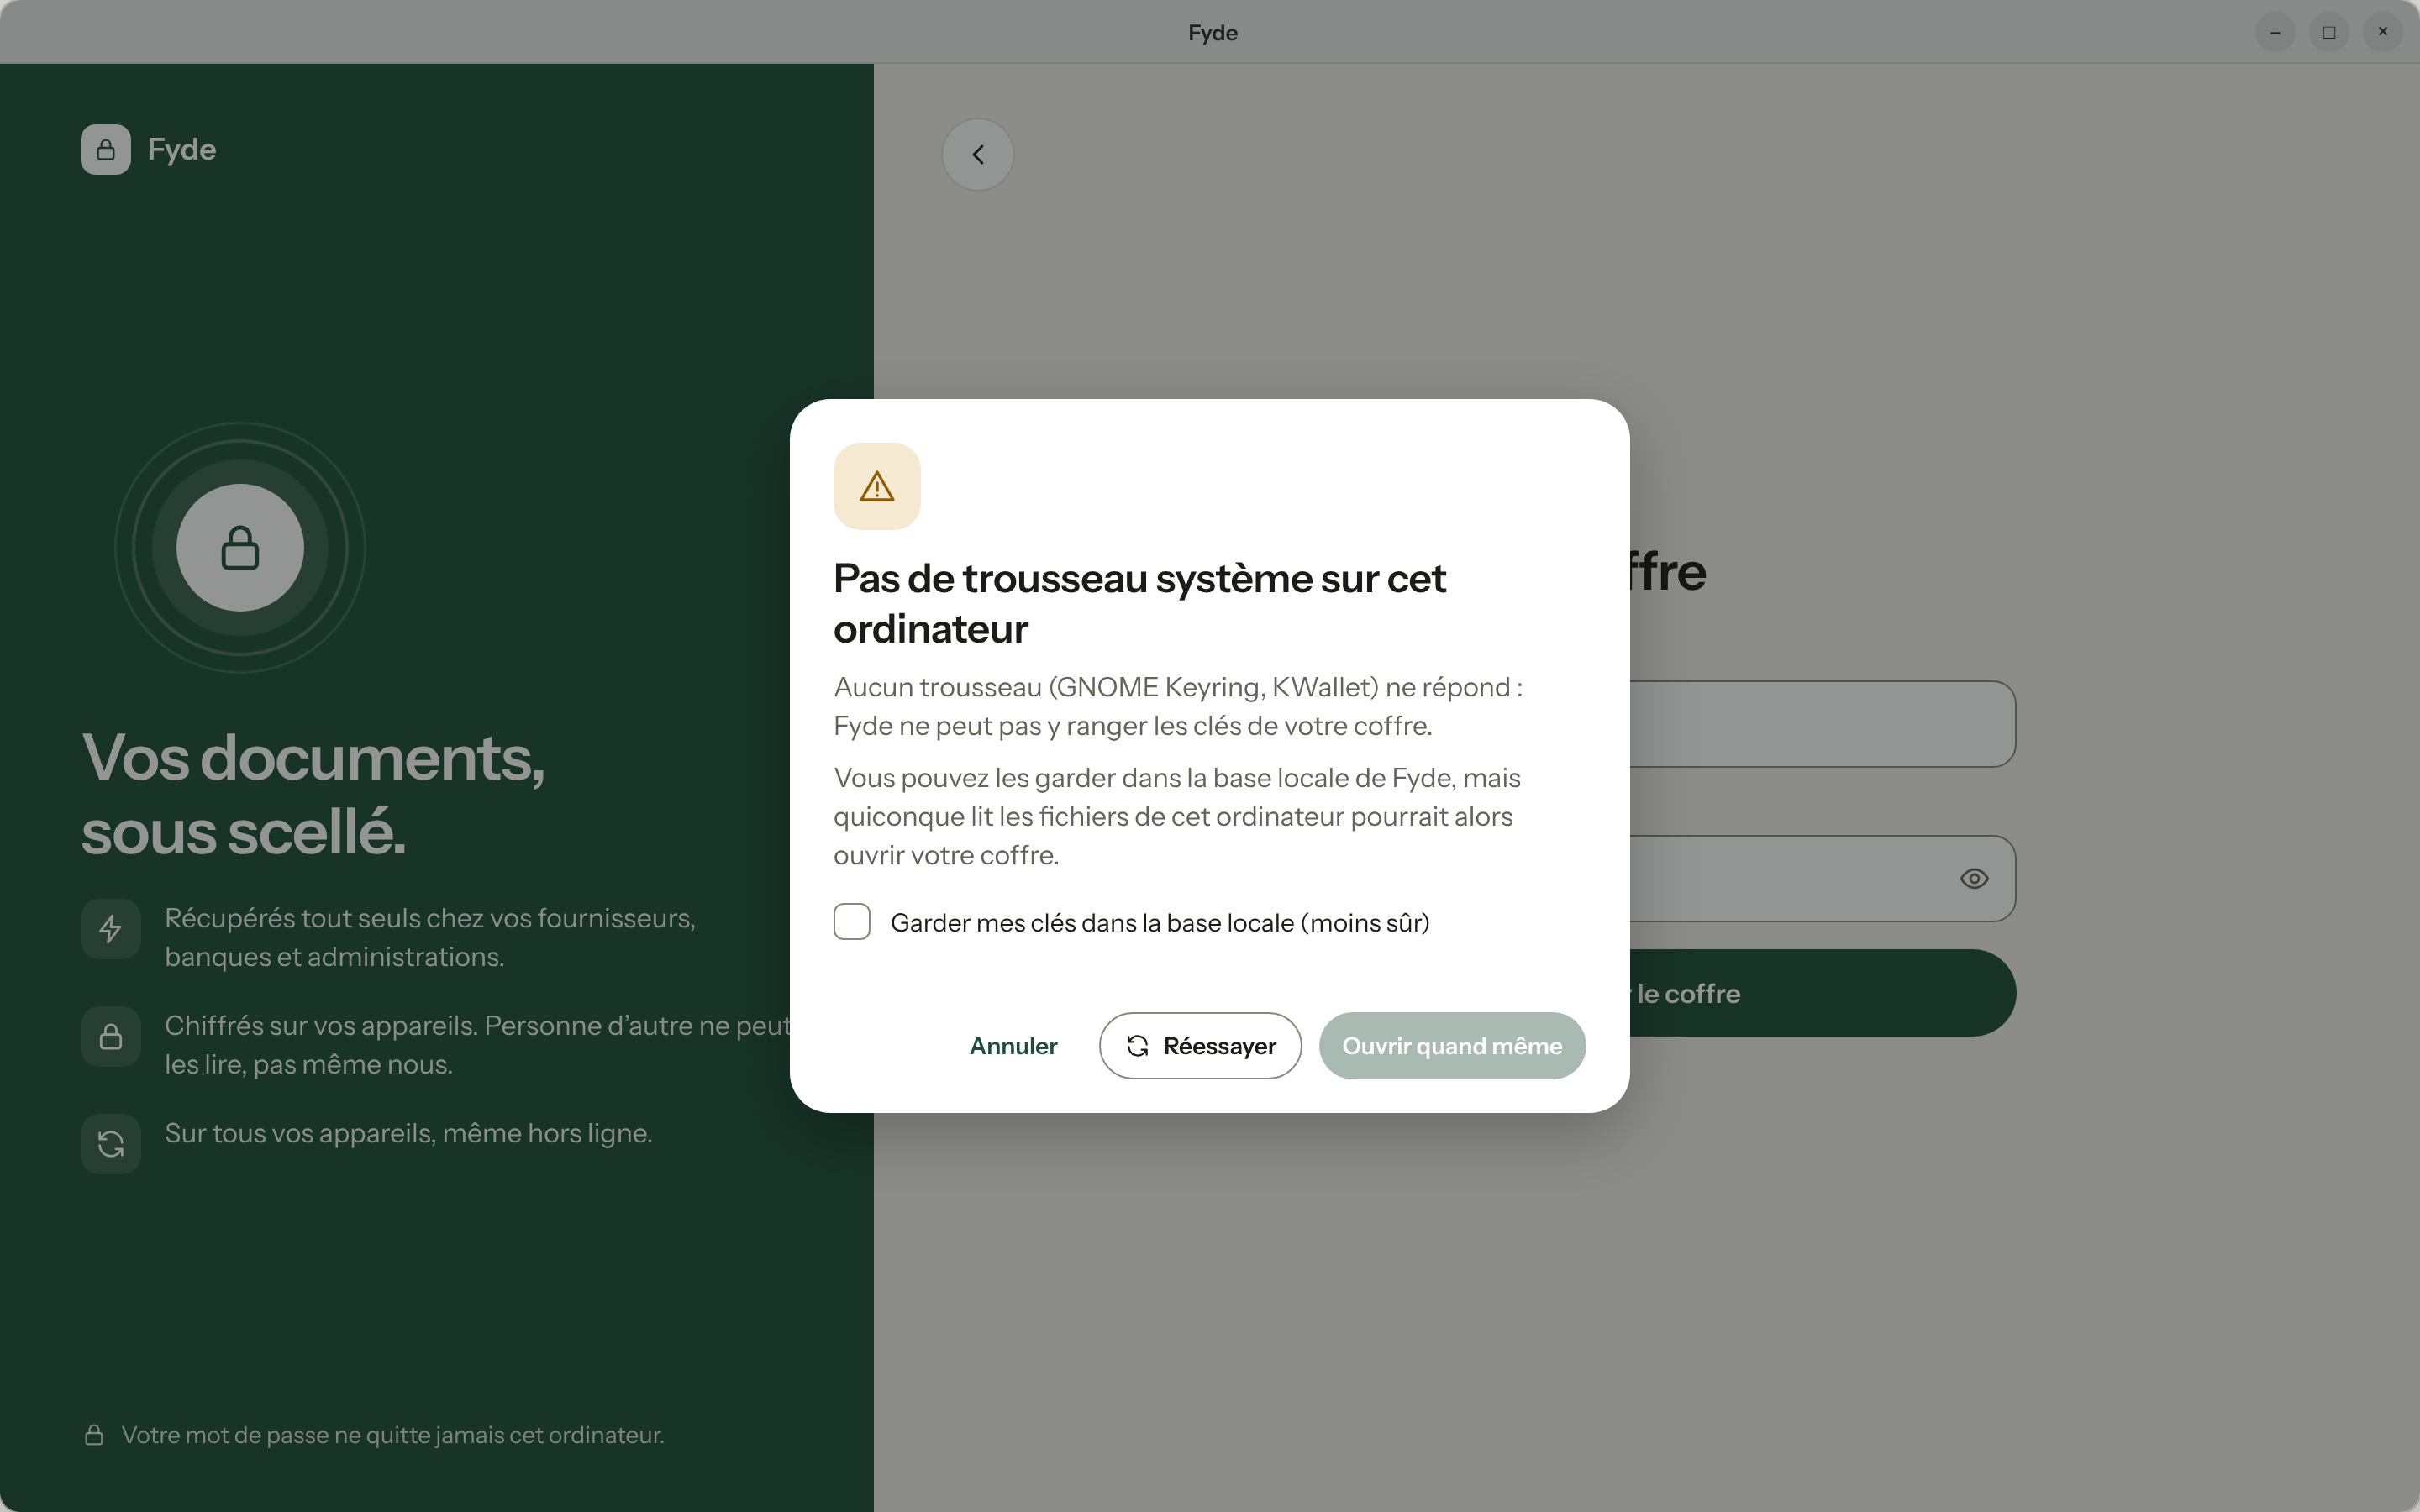 Fyde
Fyde
Vos documents,
sous scellé.
Récupérés tout seuls chez vos fournisseurs,
banques et administrations.
Chiffrés sur vos appareils. Personne d’autre ne peut
les lire, pas même nous.
Sur tous vos appareils, même hors ligne.
Votre mot de passe ne quitte jamais cet ordinateur.
Pas de trousseau système sur cet
ordinateur
Aucun trousseau (GNOME Keyring, KWallet) ne répond :
Fyde ne peut pas y ranger les clés de votre coffre.
Vous pouvez les garder dans la base locale de Fyde, mais
quiconque lit les fichiers de cet ordinateur pourrait alors
ouvrir votre coffre.
Garder mes clés dans la base locale (moins sûr)
Annuler
Réessayer
Ouvrir quand même
ffre
le coffre